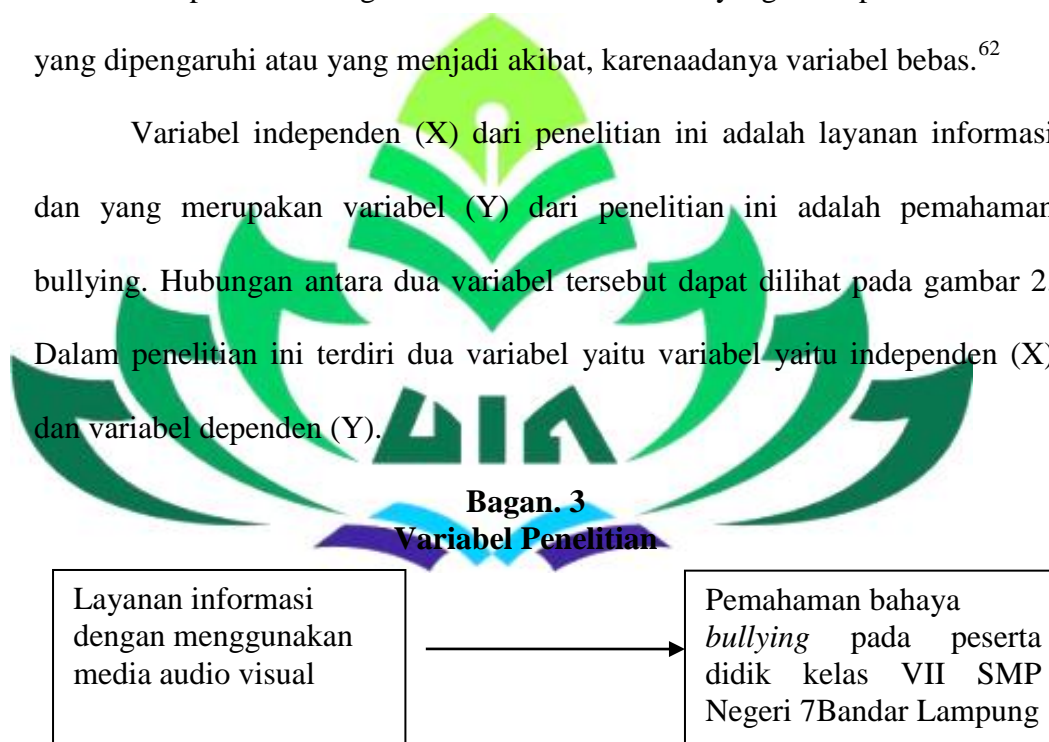 yang dipengaruhi atau yang menjadi akibat, karenaadanya variabel bebas.62
Variabel independen (X) dari penelitian ini adalah layanan informasi
dan yang merupakan variabel (Y) dari penelitian ini adalah pemahaman
bullying. Hubungan antara dua variabel tersebut dapat dilihat pada gambar 2.
Dalam penelitian ini terdiri dua variabel yaitu variabel yaitu independen (X)
dan variabel dependen (Y).
UIN
Bagan. 3
Variabel Penelitian
Layanan informasi
dengan menggunakan
media audio visual
Pemahaman bahaya
bullying pada peserta
didik kelas VII SMP
Negeri 7Bandar Lampung